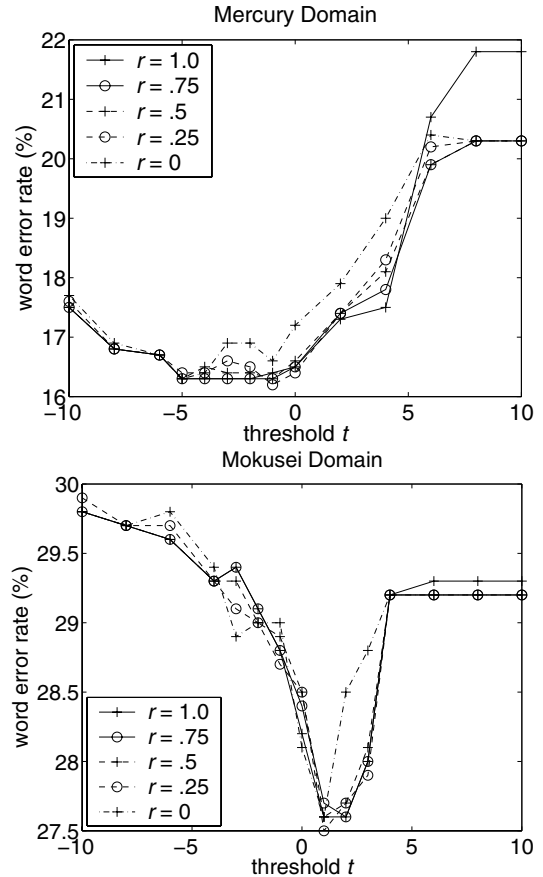 Mercury Domain
22
21
20
19
18
17
16
word error rate (%)
r = 1.0
r = .75
r = .5
r = .25
r = 0
−10
−5
0
5
10
threshold t
Mokusei Domain
30
29.5
29
28.5
28
27.5
word error rate (%)
r = 1.0
r = .75
r = .5
r = .25
r = 0
−10
−5
0
5
10
threshold t